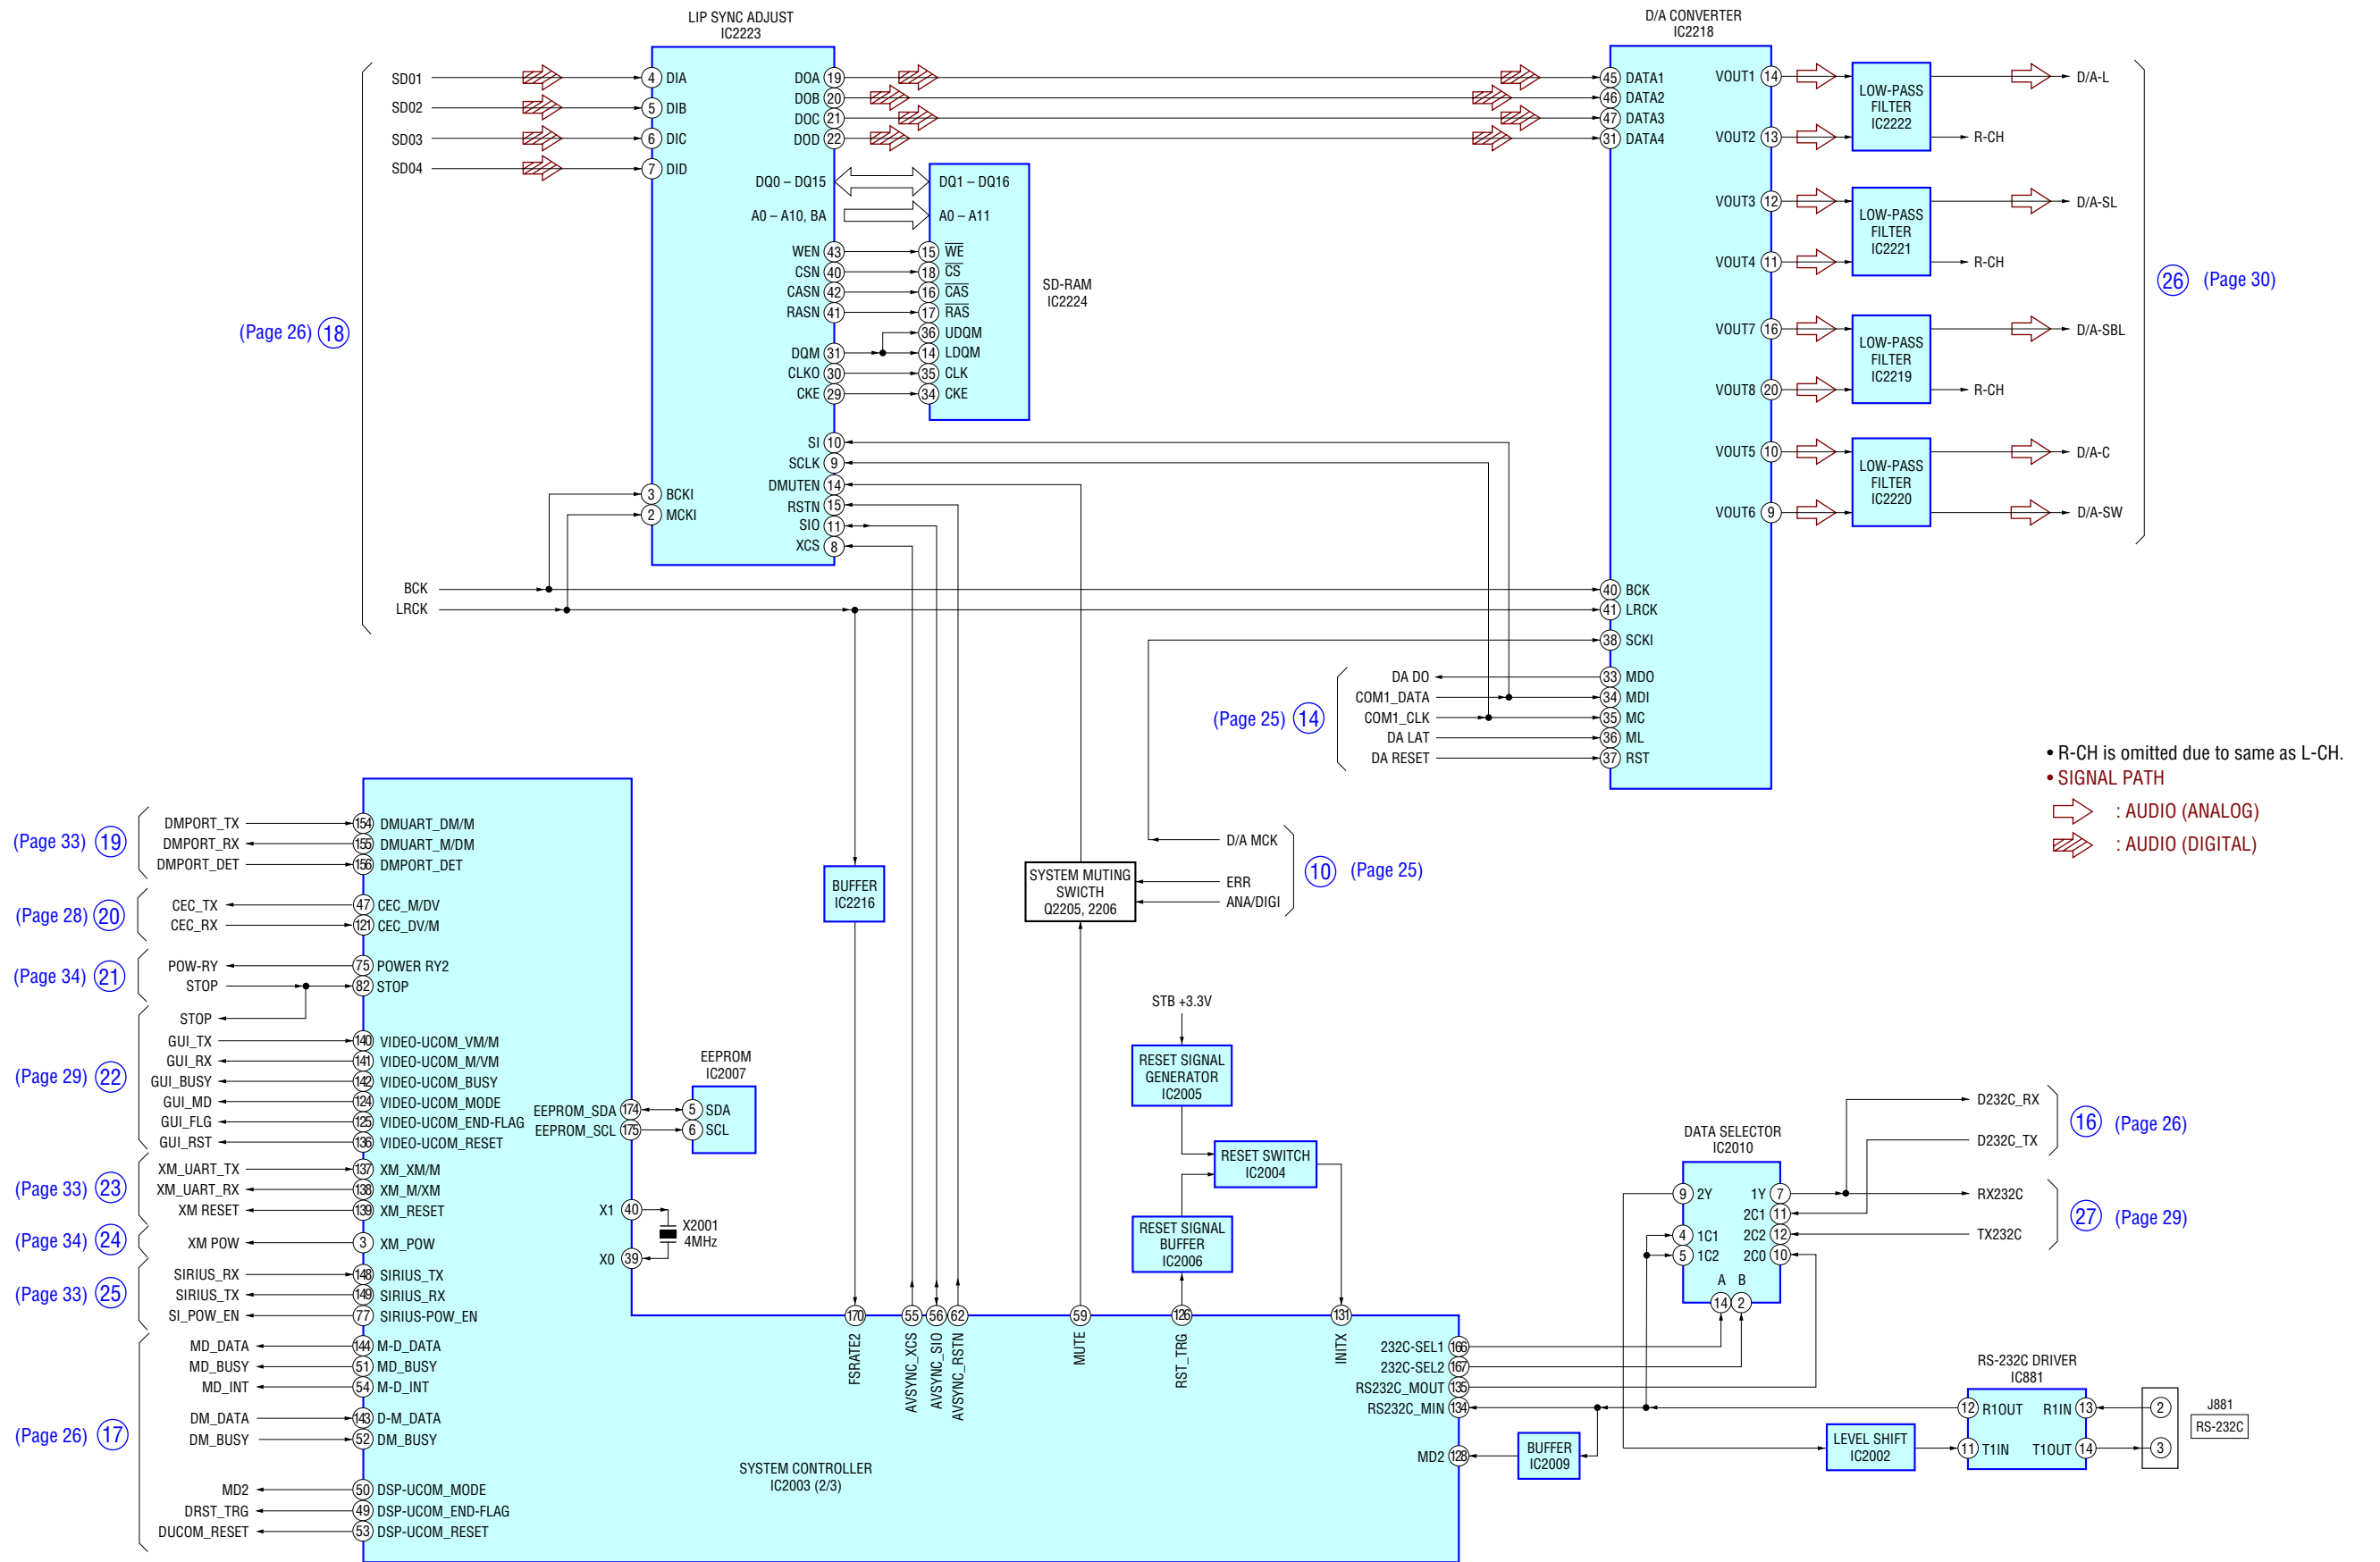 LIP SYNC ADJUST
IC2223
SD01
SD02
SD03
SD04
4 DIA
5 DIB
6 DIC
7 DID
DOA 19
DOB 20
DOC 21
DOD 22
DQ0 – DQ15
A0 – A10, BA
WEN 43
CSN 40
CASN 42
RASN 41
DQM 31
CLKO 30
CKE 29
SI 10
SCLK 9
DMUTEN 14
RSTN 15
SIO 11
XCS 8
3 BCKI
2 MCKI
BCK
LRCK
(Page 26) 18
DQ1 – DQ16
A0 – A11
15 WE
18 CS
16 CAS
17 RAS
36 UDQM
14 LDQM
35 CLK
34 CKE
SD-RAM
IC2224
D/A CONVERTER
IC2218
45 DATA1
46 DATA2
47 DATA3
31 DATA4
VOUT1 14
VOUT2 13
VOUT3 12
VOUT4 11
VOUT7 16
VOUT8 20
VOUT5 10
VOUT6 9
40 BCK
41 LRCK
38 SCKI
33 MDO
34 MDI
35 MC
36 ML
37 RST
LOW-PASS
FILTER
IC2222
LOW-PASS
FILTER
IC2221
LOW-PASS
FILTER
IC2219
LOW-PASS
FILTER
IC2220
D/A-L
R-CH
D/A-SL
R-CH
D/A-SBL
R-CH
D/A-C
D/A-SW
26 (Page 30)
DA DO
COM1_DATA
COM1_CLK
DA LAT
DA RESET
(Page 25) 14
D/A MCK
ERR
ANA/DIGI
10 (Page 25)
• R-CH is omitted due to same as L-CH.
• SIGNAL PATH
: AUDIO (ANALOG)
: AUDIO (DIGITAL)
BUFFER
IC2216
SYSTEM MUTING
SWICTH
Q2205, 2206
(Page 33) 19
DMPORT_TX
DMPORT_RX
DMPORT_DET
154 DMUART_DM/M
155 DMUART_M/DM
156 DMPORT_DET
(Page 28) 20
CEC_TX
CEC_RX
47 CEC_M/DV
121 CEC_DV/M
(Page 34) 21
POW-RY
STOP
75 POWER RY2
82 STOP
(Page 29) 22
STOP
GUI_TX
GUI_RX
GUI_BUSY
GUI_MD
GUI_FLG
GUI_RST
140 VIDEO-UCOM_VM/M
141 VIDEO-UCOM_M/VM
142 VIDEO-UCOM_BUSY
124 VIDEO-UCOM_MODE
125 VIDEO-UCOM_END-FLAG
136 VIDEO-UCOM_RESET
(Page 33) 23
XM_UART_TX
XM_UART_RX
XM RESET
137 XM_XM/M
138 XM_M/XM
139 XM_RESET
(Page 34) 24
XM POW
3 XM_POW
(Page 33) 25
SIRIUS_RX
SIRIUS_TX
SI_POW_EN
148 SIRIUS_TX
149 SIRIUS_RX
77 SIRIUS-POW_EN
(Page 26) 17
MD_DATA
MD_BUSY
MD_INT
DM_DATA
DM_BUSY
MD2
DRST_TRG
DUCOM_RESET
144 M-D_DATA
51 MD_BUSY
54 M-D_INT
143 D-M_DATA
52 DM_BUSY
50 DSP-UCOM_MODE
49 DSP-UCOM_END-FLAG
53 DSP-UCOM_RESET
EEPROM
IC2007
EEPROM_SDA 174
EEPROM_SCL 175
5 SDA
6 SCL
X1 40
X0 39
X2001
4MHz
SYSTEM CONTROLLER
IC2003 (2/3)
170 FSRATE2
55 AVSYNC_XCS
56 AVSYNC_SIO
62 AVSYNC_RSTN
59 MUTE
126 RST_TRG
131 INITX
STB +3.3V
RESET SIGNAL
GENERATOR
IC2005
RESET SWITCH
IC2004
RESET SIGNAL
BUFFER
IC2006
232C-SEL1 166
232C-SEL2 167
RS232C_MOUT 135
RS232C_MIN 134
MD2 128
BUFFER
IC2009
DATA SELECTOR
IC2010
9 2Y
4 1C1
5 1C2
1Y 7
2C1 11
2C2 12
2C0 10
A B
14 2
D232C_RX
D232C_TX
16 (Page 26)
RX232C
TX232C
27 (Page 29)
LEVEL SHIFT
IC2002
RS-232C DRIVER
IC881
12 R1OUT
R1IN 13
11 T1IN
T1OUT 14
2
3
J881
RS-232C